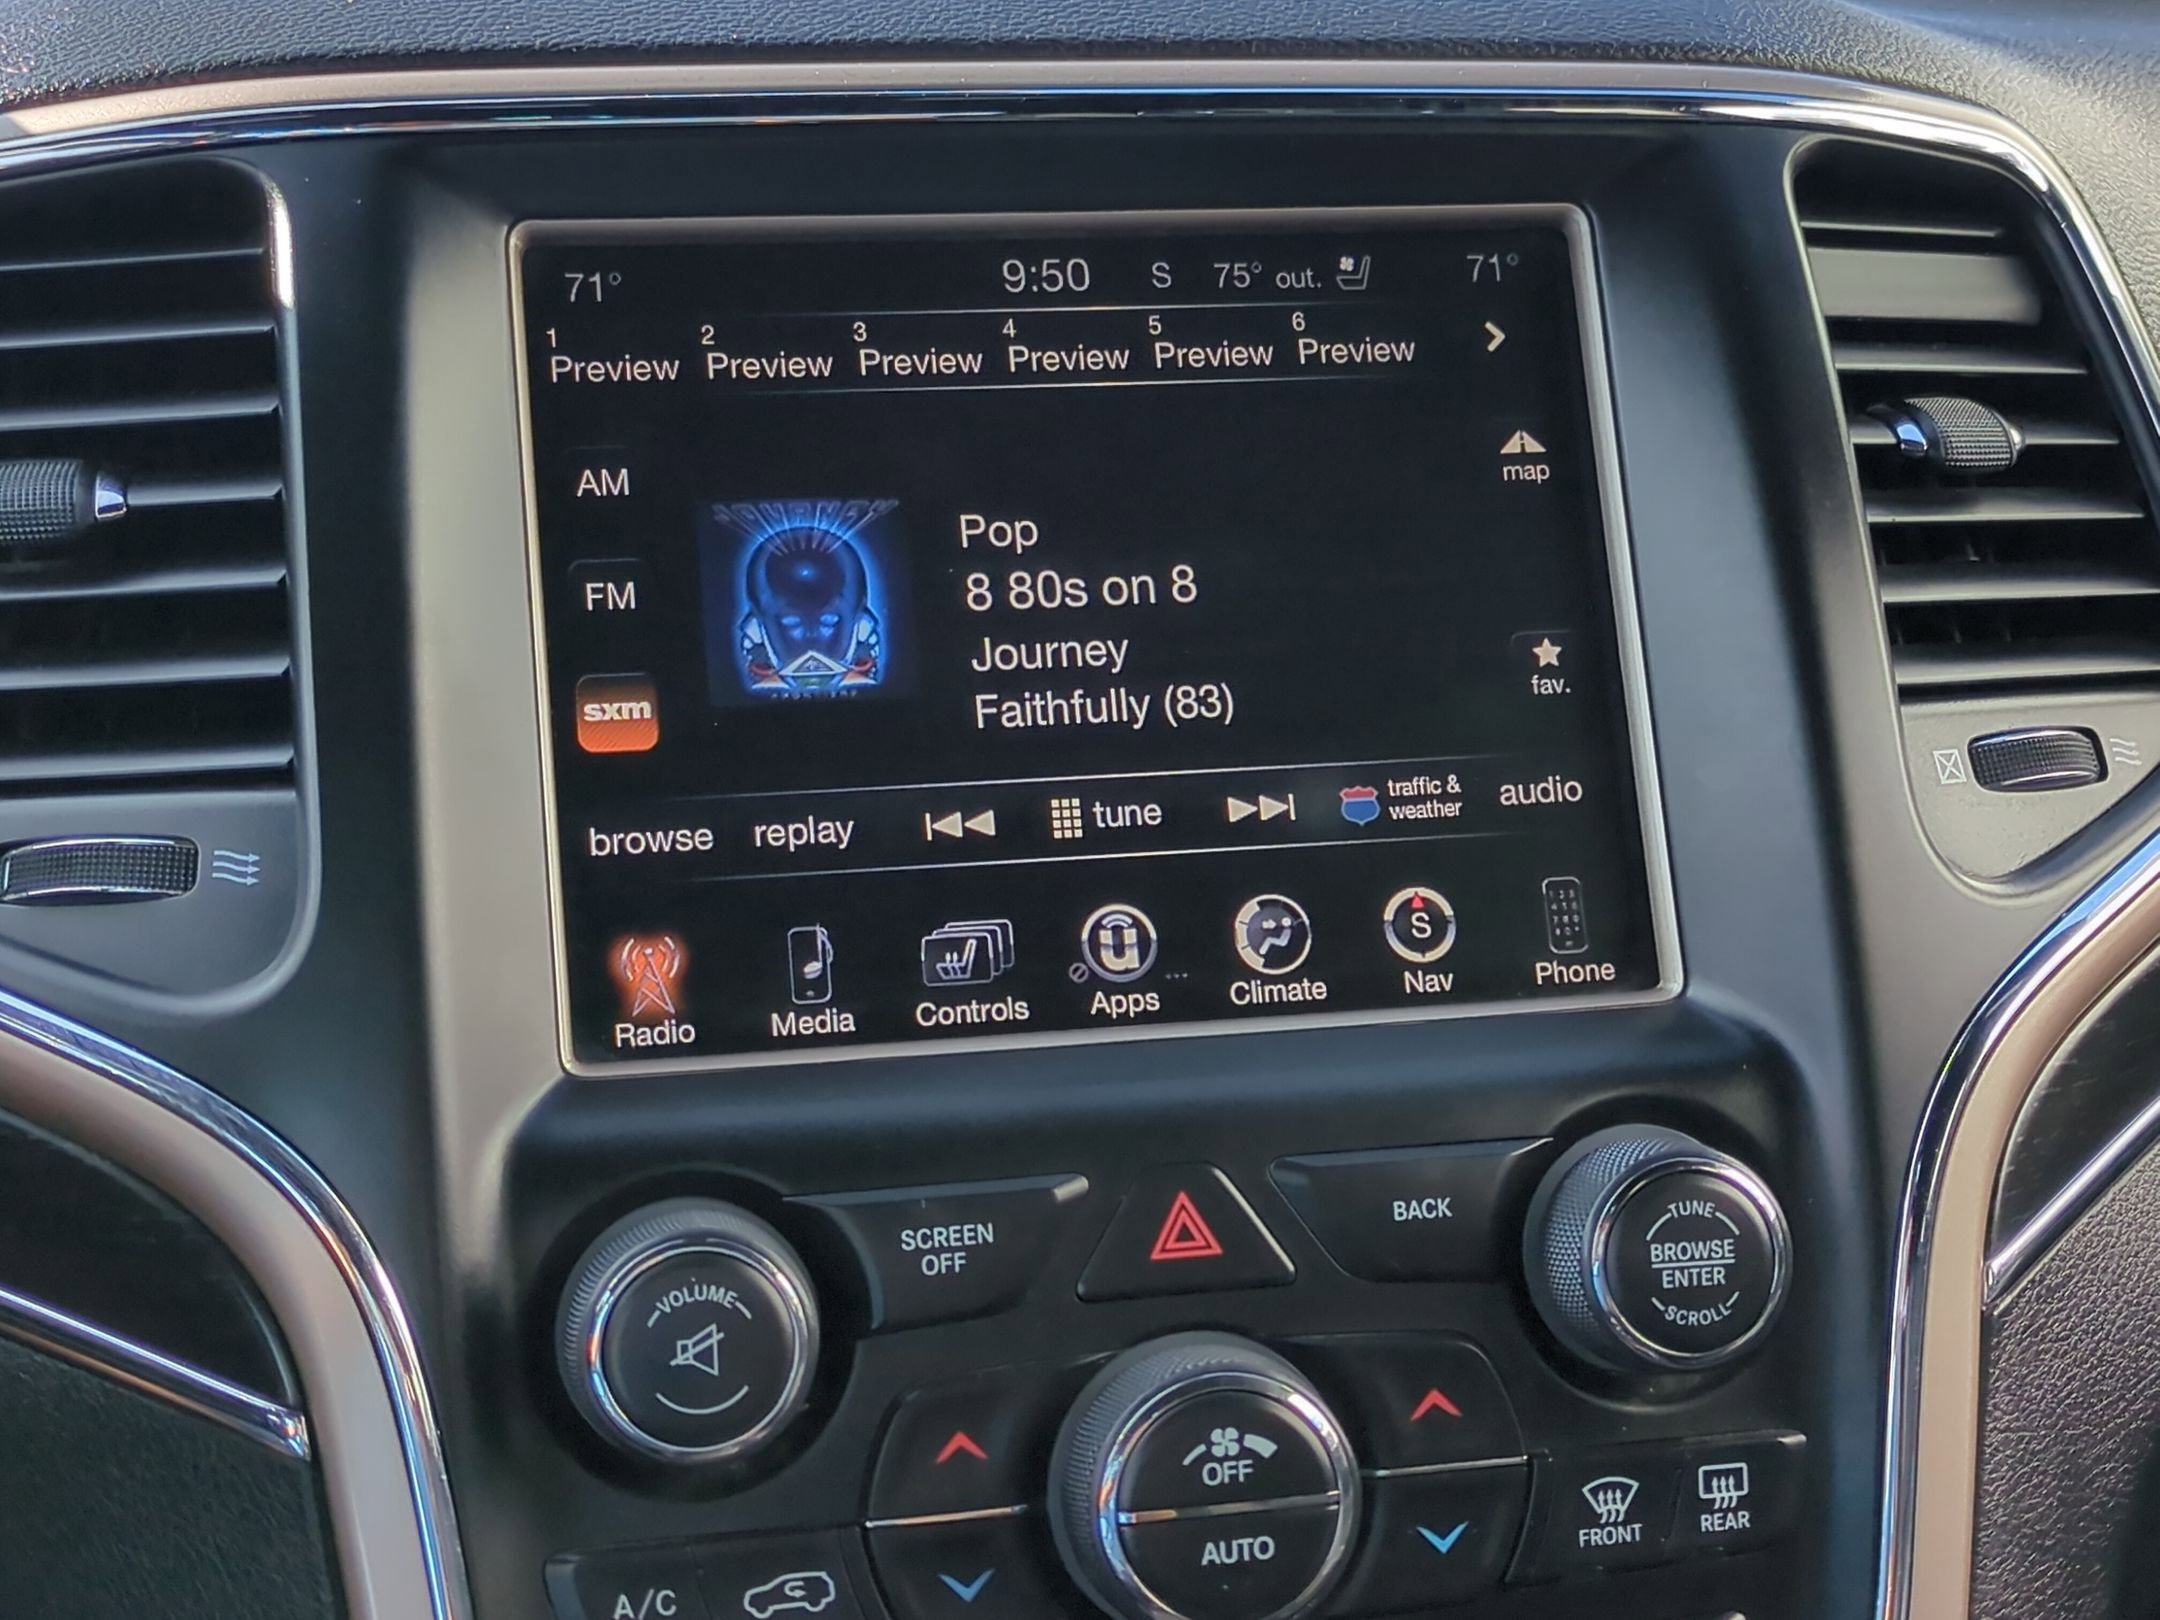 71° 9:50 S 75° out. 71°
1 2 3 4 5 6
Preview Preview Preview Preview Preview Preview
AM
map
JOURNEY
Pop
8 80s on 8
FM
Journey
fav.
Faithfully (83)
sxm
browse replay tune traffic & weather audio
S
Radio Media Controls Apps Climate Nav Phone
SCREEN
OFF
BACK
TUNE
BROWSE
ENTER
SCROLL
VOLUME
OFF
AUTO
FRONT
REAR
A/C